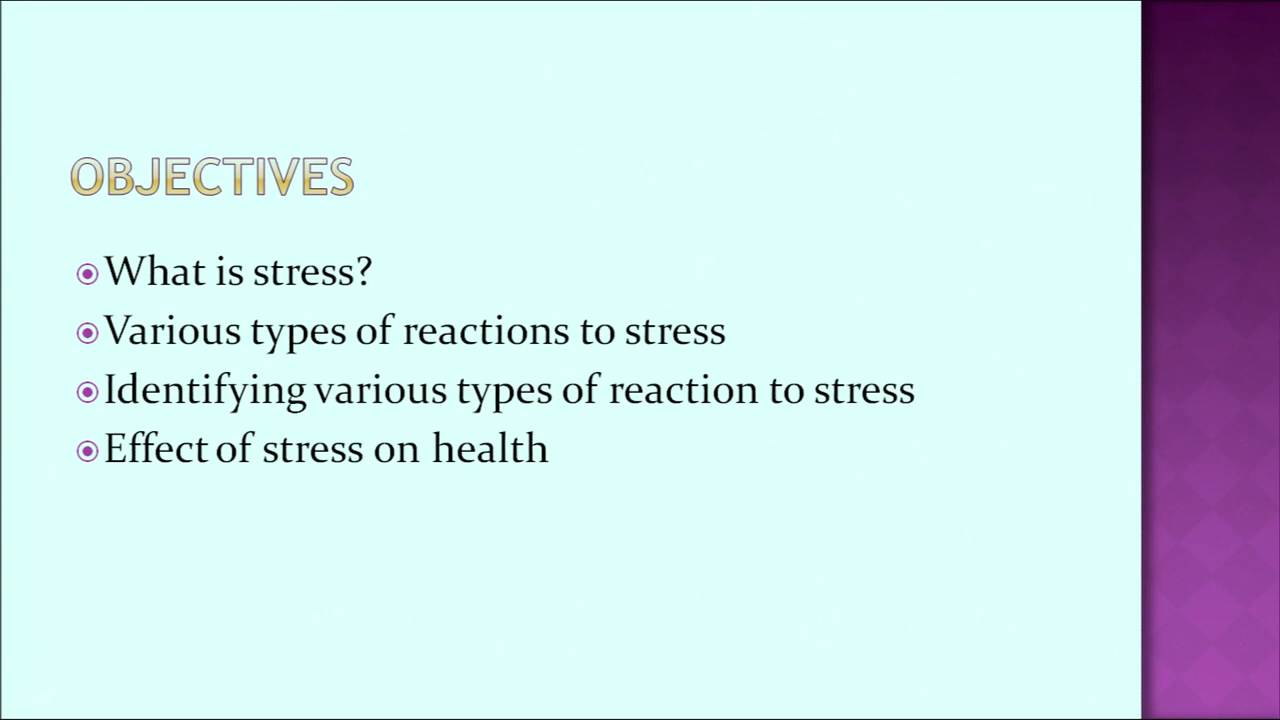 OBJECTIVES
What is stress?
Various types of reactions to stress
Identifying various types of reaction to stress
Effect of stress on health